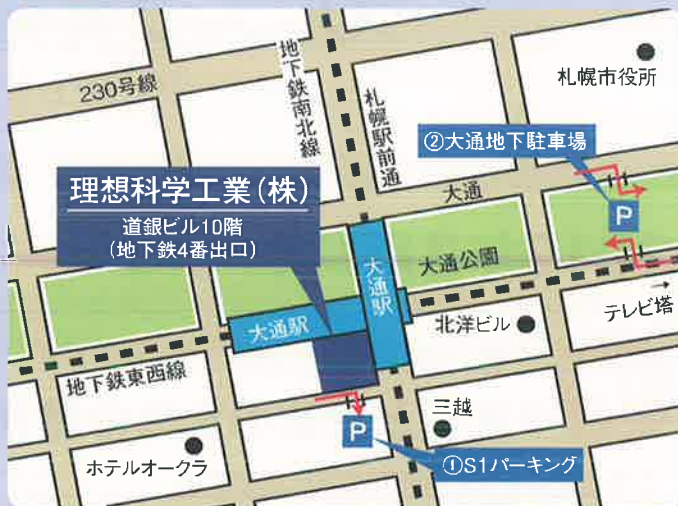 札幌市役所
地下鉄南北線
230号線
札幌駅前通
②大通地下駐車場
理想科学工業(株)
道銀ビル10階
(地下鉄4番出口)
大通
P
大通公園
大通駅
大通駅
北洋ビル
→
テレビ塔
地下鉄東西線
三越
P
ホテルオークラ
①S1パーキング